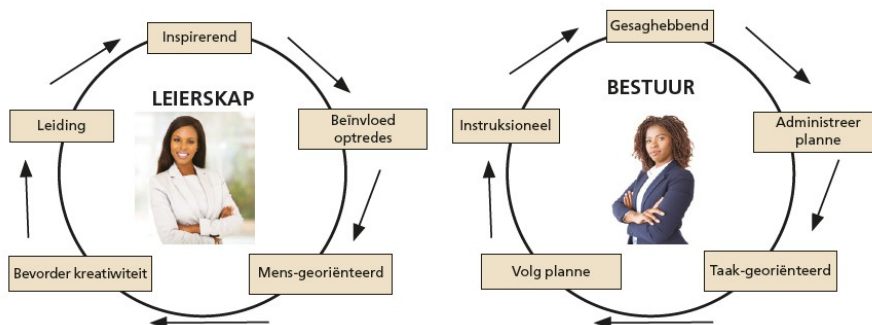 LEIERSKAP
Inspirerend
Beïnvloed
optredes
Mens-georiënteerd
Bevorder kreatiwiteit
Leiding
BESTUUR
Gesaghebbend
Administreer
planne
Taak-georiënteerd
Volg planne
Instruksioneel